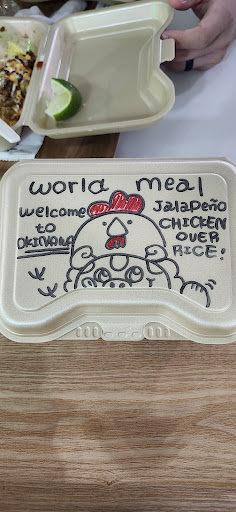 world meal
welcome
to
OKINAWA
JalaPeño
CHICKEN
OVER
RICE!